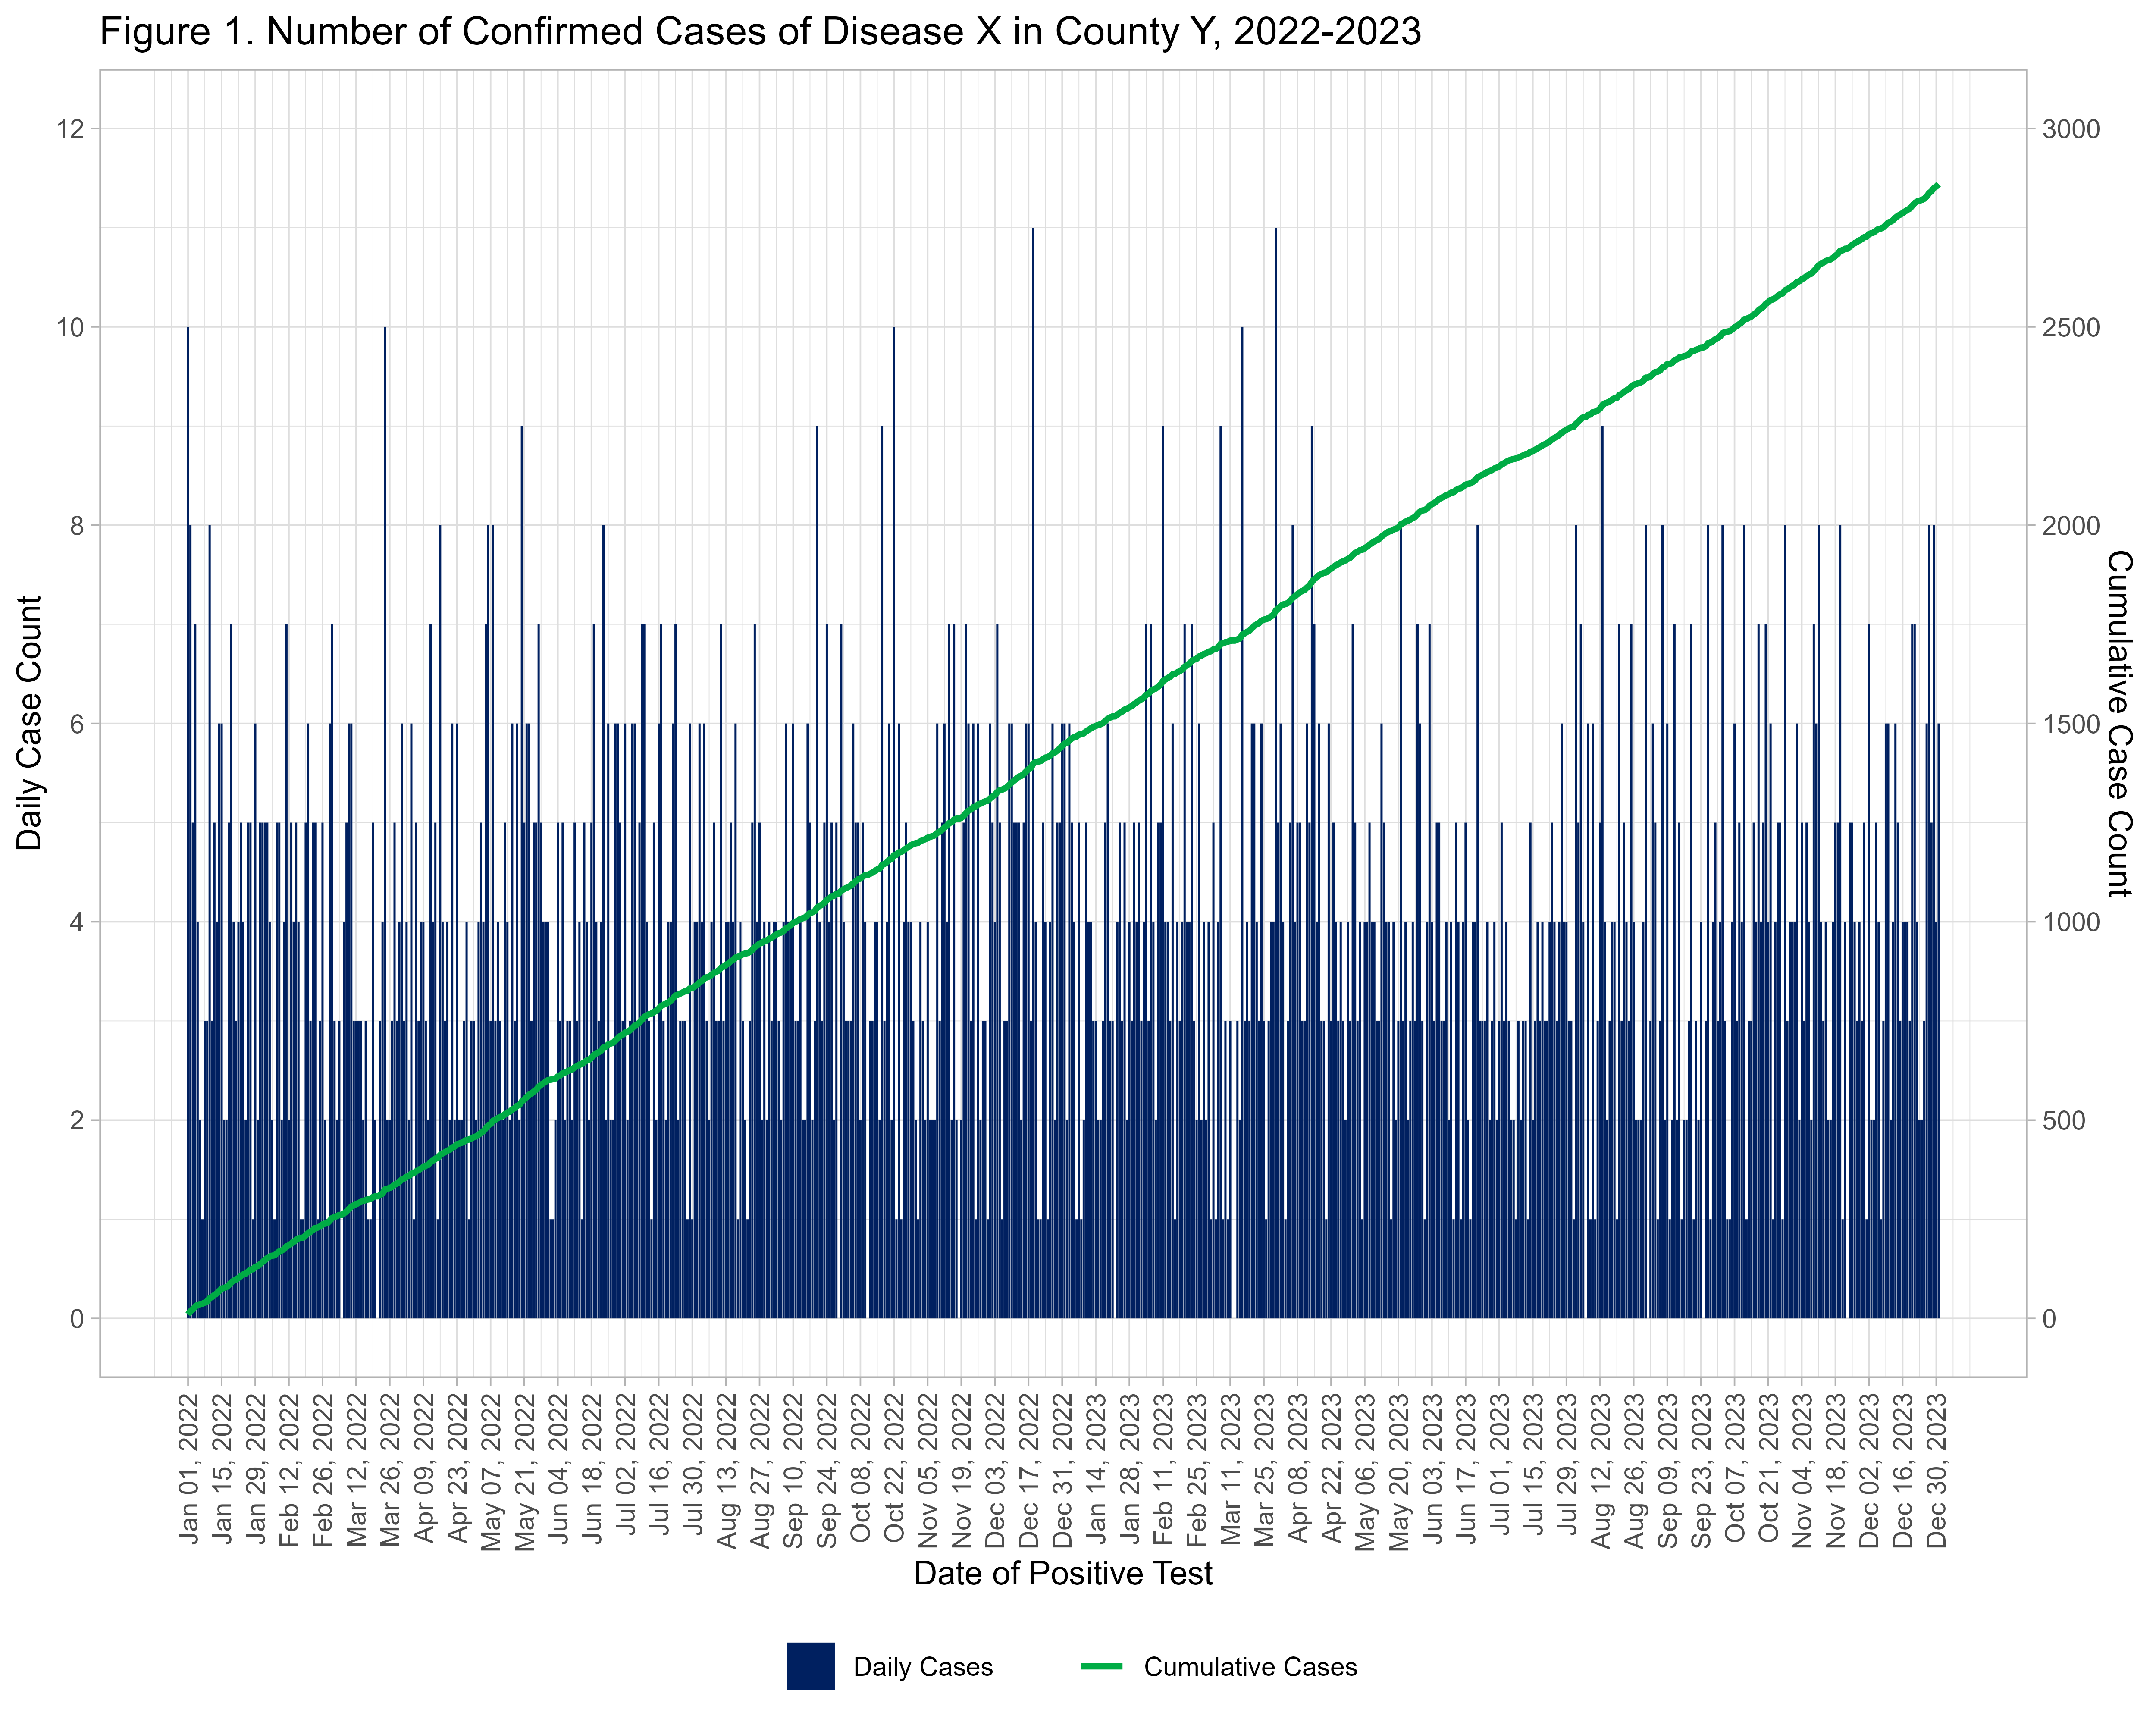 Figure 1. Number of Confirmed Cases of Disease X in County Y, 2022-2023
12
10
8
6
4
2
0
Daily Case Count
3000
2500
2000
1500
1000
500
0
Cumulative Case Count
Jan 01, 2022
Jan 15, 2022
Jan 29, 2022
Feb 12, 2022
Feb 26, 2022
Mar 12, 2022
Mar 26, 2022
Apr 09, 2022
Apr 23, 2022
May 07, 2022
May 21, 2022
Jun 04, 2022
Jun 18, 2022
Jul 02, 2022
Jul 16, 2022
Jul 30, 2022
Aug 13, 2022
Aug 27, 2022
Sep 10, 2022
Sep 24, 2022
Oct 08, 2022
Oct 22, 2022
Nov 05, 2022
Nov 19, 2022
Dec 03, 2022
Dec 17, 2022
Dec 31, 2022
Jan 14, 2023
Jan 28, 2023
Feb 11, 2023
Feb 25, 2023
Mar 11, 2023
Mar 25, 2023
Apr 08, 2023
Apr 22, 2023
May 06, 2023
May 20, 2023
Jun 03, 2023
Jun 17, 2023
Jul 01, 2023
Jul 15, 2023
Jul 29, 2023
Aug 12, 2023
Aug 26, 2023
Sep 09, 2023
Sep 23, 2023
Oct 07, 2023
Oct 21, 2023
Nov 04, 2023
Nov 18, 2023
Dec 02, 2023
Dec 16, 2023
Dec 30, 2023
Date of Positive Test
Daily Cases
Cumulative Cases